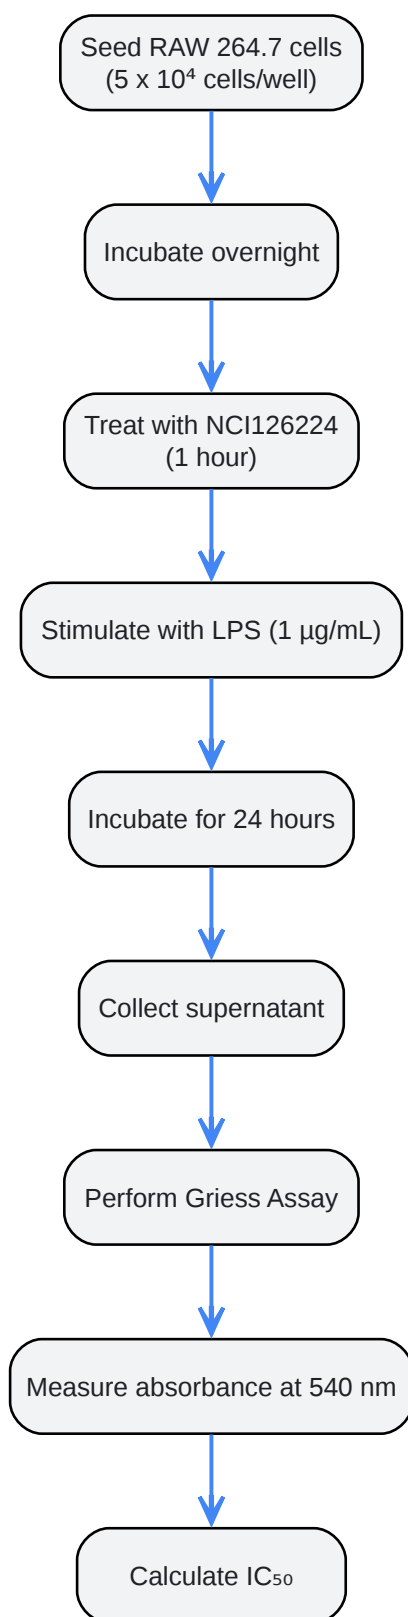 Seed RAW 264.7 cells
(5 x 10⁴ cells/well)
Incubate overnight
Treat with NCI126224
(1 hour)
Stimulate with LPS (1 µg/mL)
Incubate for 24 hours
Collect supernatant
Perform Griess Assay
Measure absorbance at 540 nm
Calculate IC₅₀